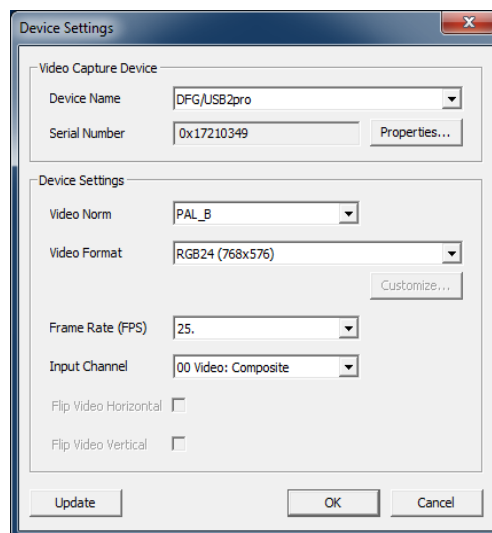 Device Settings
Video Capture Device
Device Name DFG/USB2pro
Serial Number 0x17210349 Properties...
Device Settings
Video Norm PAL_B
Video Format RGB24 (768x576)
Customize...
Frame Rate (FPS) 25.
Input Channel 00 Video: Composite
Flip Video Horizontal
Flip Video Vertical
Update OK Cancel